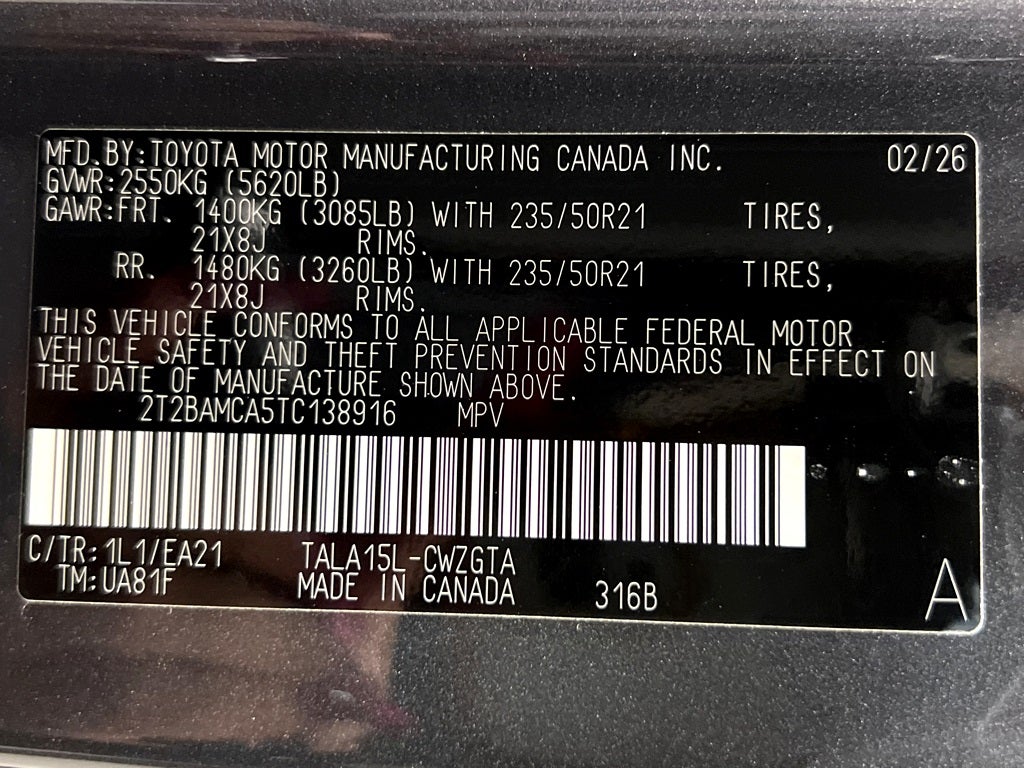 MFD.BY:TOYOTA MOTOR MANUFACTURING CANADA INC. 02/26
GVWR:2550KG (5620LB)
GAWR:FRT. 1400KG (3085LB) WITH 235/50R21 TIRES,
21X8J RIMS.
RR. 1480KG (3260LB) WITH 235/50R21 TIRES,
21X8J RIMS.
THIS VEHICLE CONFORMS TO ALL APPLICABLE FEDERAL MOTOR
VEHICLE SAFETY AND THEFT PREVENTION STANDARDS IN EFFECT ON
THE DATE OF MANUFACTURE SHOWN ABOVE.
2T2BAMCA5TC138916 MPV
C/TR:1L1/EA21 TALA15L-CWZGTA
TM:UA81F MADE IN CANADA 316B A